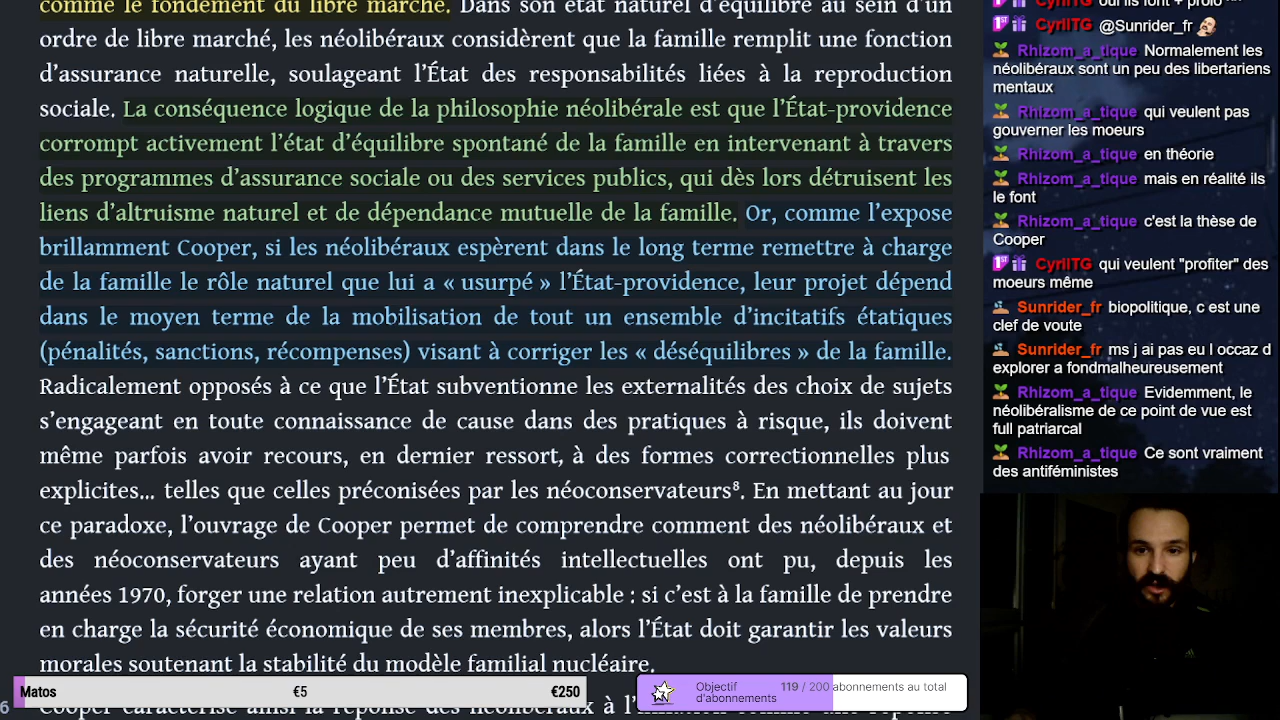 comme le fondement du libre marché. Dans son état naturel d'équilibre au sein d'un
ordre de libre marché, les néolibéraux considèrent que la famille remplit une fonction
d'assurance naturelle, soulageant l'État des responsabilités liées à la reproduction
sociale. La conséquence logique de la philosophie néolibérale est que l'État-providence
corrompt activement l'état d'équilibre spontané de la famille en intervenant à travers
des programmes d'assurance sociale ou des services publics, qui dès lors détruisent les
liens d'altruisme naturel et de dépendance mutuelle de la famille. Or, comme l'expose
brillamment Cooper, si les néolibéraux espèrent dans le long terme remettre à charge
de la famille le rôle naturel que lui a « usurpé » l'État-providence, leur projet dépend
dans le moyen terme de la mobilisation de tout un ensemble d'incitatifs étatiques
(pénalités, sanctions, récompenses) visant à corriger les « déséquilibres » de la famille.
Radicalement opposés à ce que l'État subventionne les externalités des choix de sujets
s'engageant en toute connaissance de cause dans des pratiques à risque, ils doivent
même parfois avoir recours, en dernier ressort, à des formes correctionnelles plus
explicites... telles que celles préconisées par les néoconservateurs⁸. En mettant au jour
ce paradoxe, l'ouvrage de Cooper permet de comprendre comment des néolibéraux et
des néoconservateurs ayant peu d'affinités intellectuelles ont pu, depuis les
années 1970, forger une relation autrement inexplicable : si c'est à la famille de prendre
en charge la sécurité économique de ses membres, alors l'État doit garantir les valeurs
morales soutenant la stabilité du modèle familial nucléaire.
6
Matos €5 €250
Objectif d'abonnements 119 / 200 abonnements au total
CyrilTG
CyrilTG @Sunrider_fr
Rhizom_a_tique Normalement les
néolibéraux sont un peu des libertariens
mentaux
Rhizom_a_tique qui veulent pas
gouverner les moeurs
Rhizom_a_tique en théorie
Rhizom_a_tique mais en réalité ils
le font
Rhizom_a_tique c'est la thèse de
Cooper
CyrilTG qui veulent "profiter" des
moeurs même
Sunrider_fr biopolitique, c est une
clef de voute
Sunrider_fr ms j ai pas eu l occaz d
explorer a fondmalheureusement
Rhizom_a_tique Evidemment, le
néolibéralisme de ce point de vue est
full patriarcal
Rhizom_a_tique Ce sont vraiment
des antiféministes